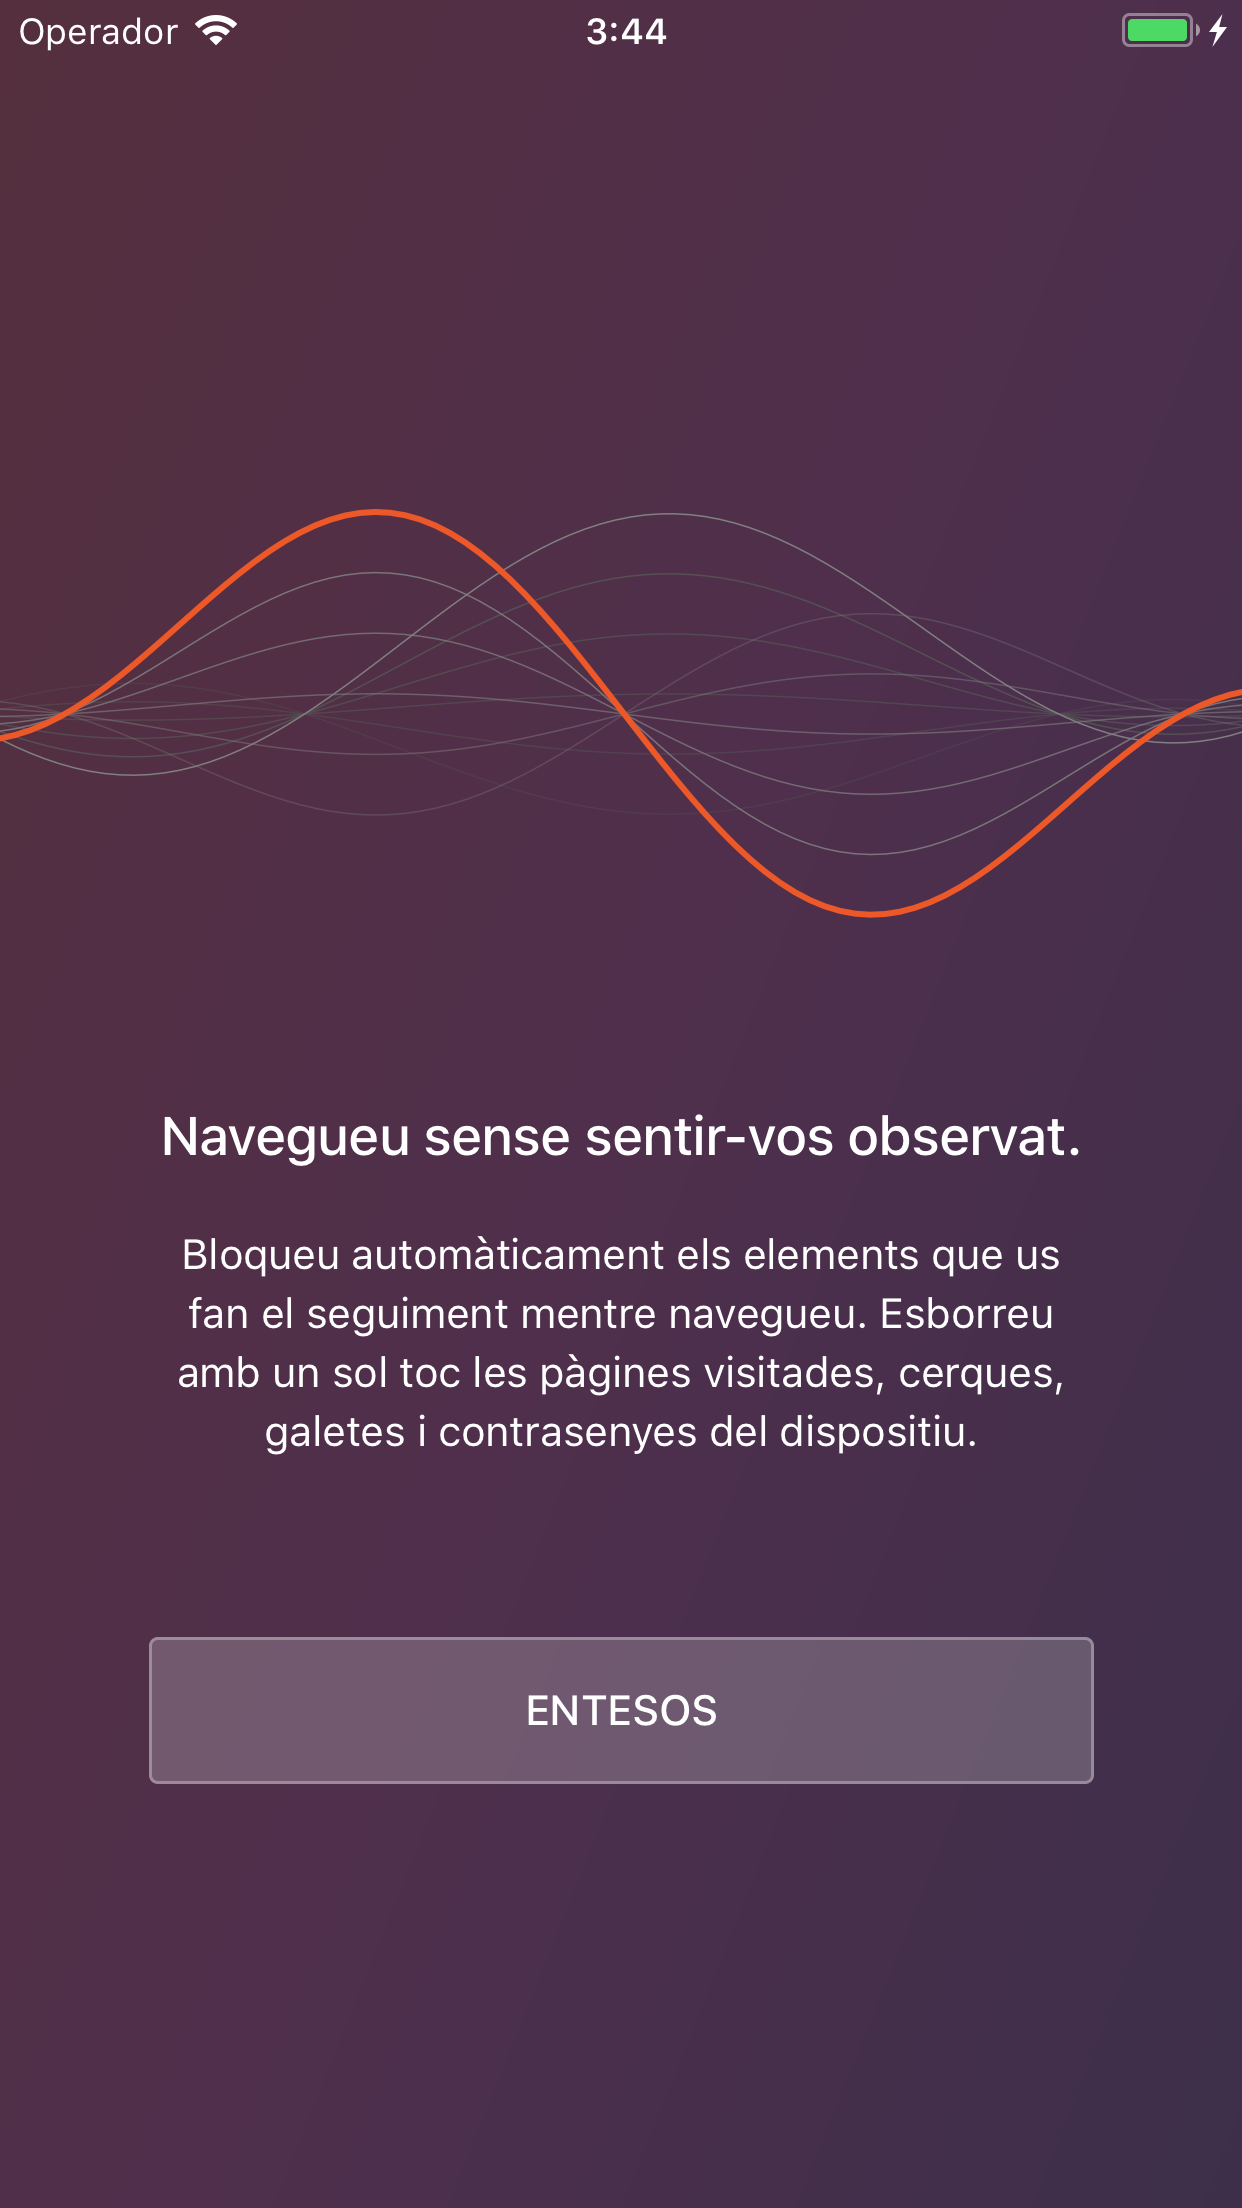 Operador 3:44
Navegueu sense sentir-vos observat.
Bloqueu automàticament els elements que us
fan el seguiment mentre navegueu. Esborreu
amb un sol toc les pàgines visitades, cerques,
galetes i contrasenyes del dispositiu.
ENTESOS